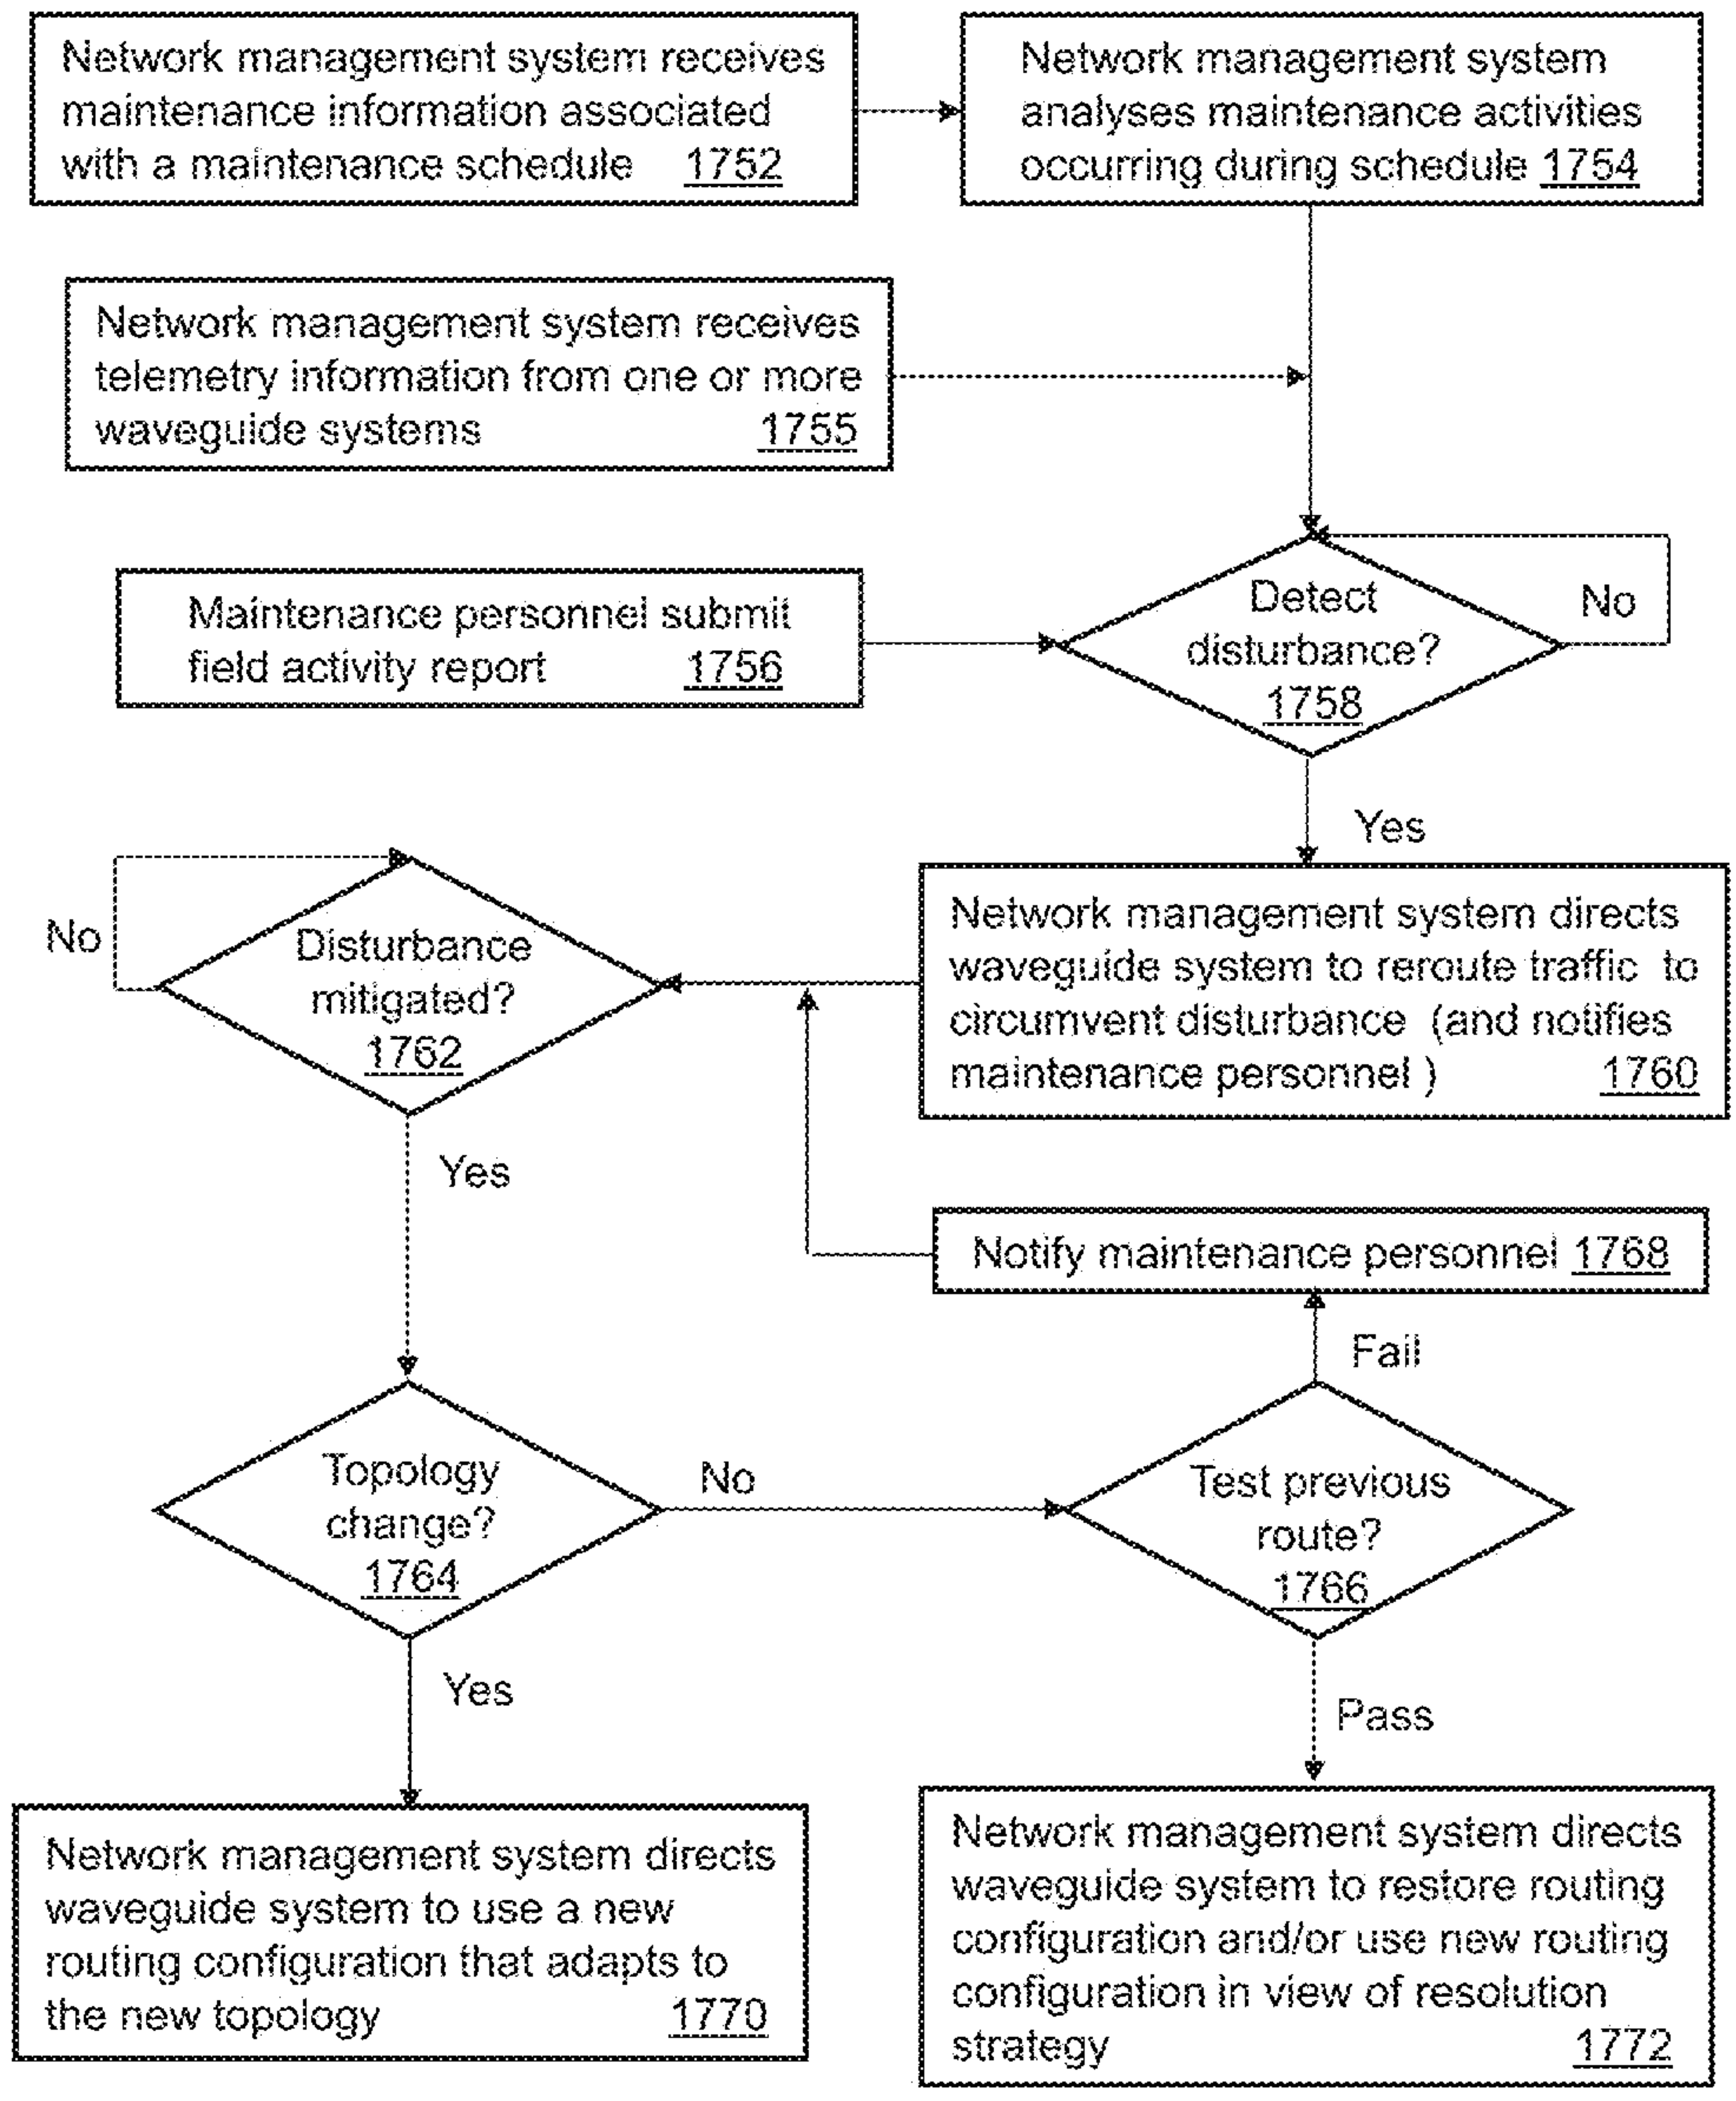 Network management system receives
maintenance information associated
with a maintenance schedule 1752
Network management system
analyses maintenance activities
occurring during schedule 1754
Network management system receives
telemetry information from one or more
waveguide systems 1755
Maintenance personnel submit
field activity report 1756
Detect
disturbance?
1758
No
Yes
Network management system directs
waveguide system to reroute traffic to
circumvent disturbance (and notifies
maintenance personnel ) 1760
No
Disturbance
mitigated?
1762
Yes
Notify maintenance personnel 1768
Fail
Topology
change?
1764
No
Test previous
route?
1766
Yes
Pass
Network management system directs
waveguide system to use a new
routing configuration that adapts to
the new topology 1770
Network management system directs
waveguide system to restore routing
configuration and/or use new routing
configuration in view of resolution
strategy 1772